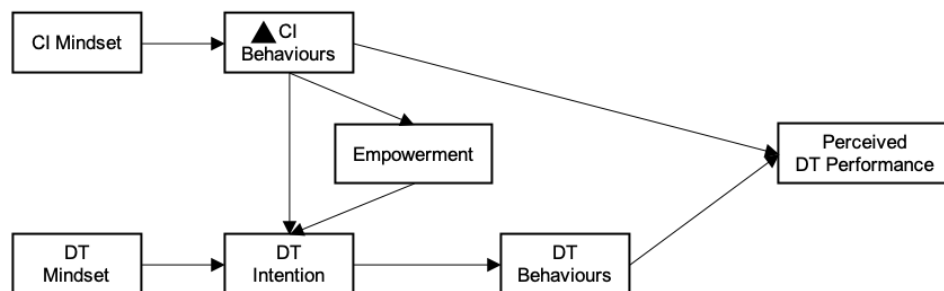 CI Mindset
CI
Behaviours
Empowerment
Perceived
DT Performance
DT
Mindset
DT
Intention
DT
Behaviours